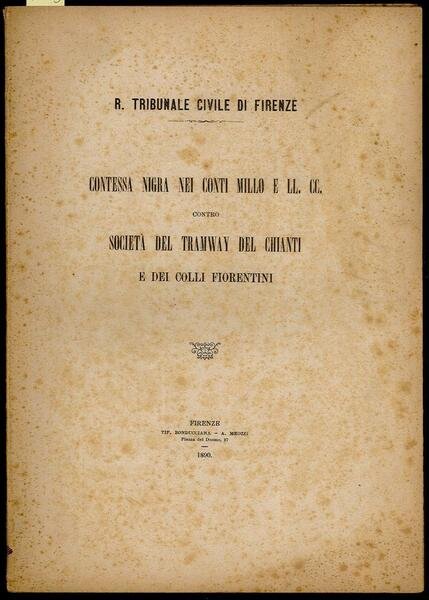 R. TRIBUNALE CIVILE DI FIRENZE
CONTESSA NIGRA NEI CONTI MILLO E LL. CC.
CONTRO
SOCIETÀ DEL TRAMWAY DEL CHIANTI
E DEI COLLI FIORENTINI
FIRENZE
TIP. BONDUCCIANA — A. MEOZZI
Piazza del Duomo,
1890.